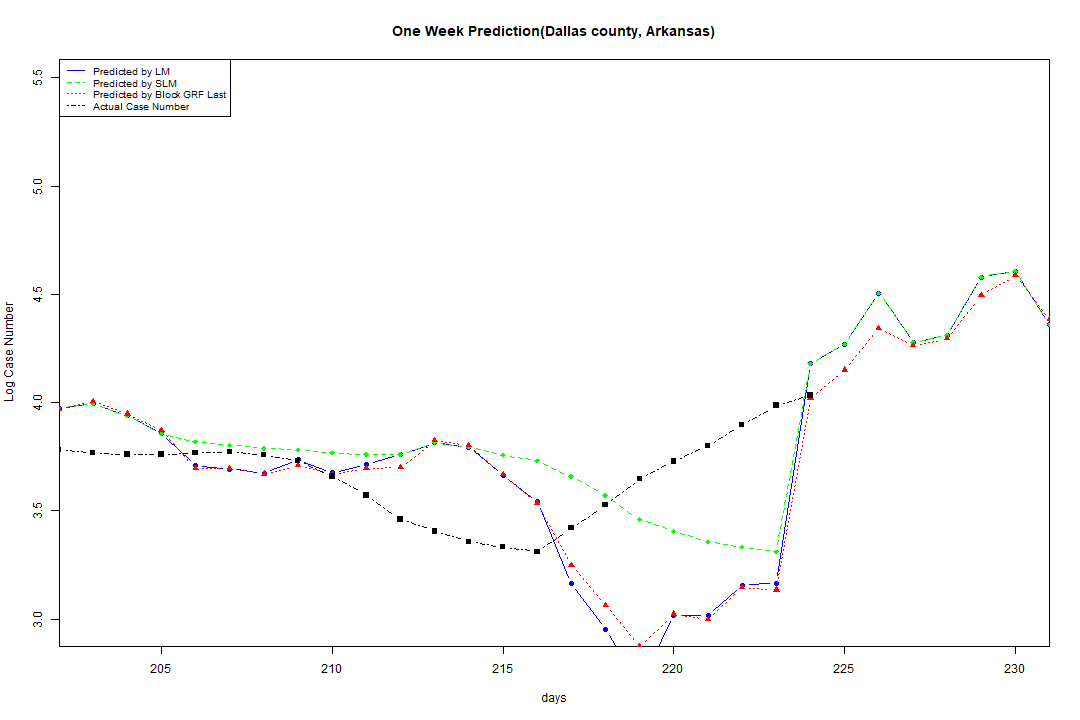 One Week Prediction(Dallas county, Arkansas)
Predicted by LM
Predicted by SLM
Predicted by Block GRF Last
Actual Case Number
5.5
5.0
4.5
4.0
3.5
3.0
Log Case Number
205 210 215 220 225 230
days